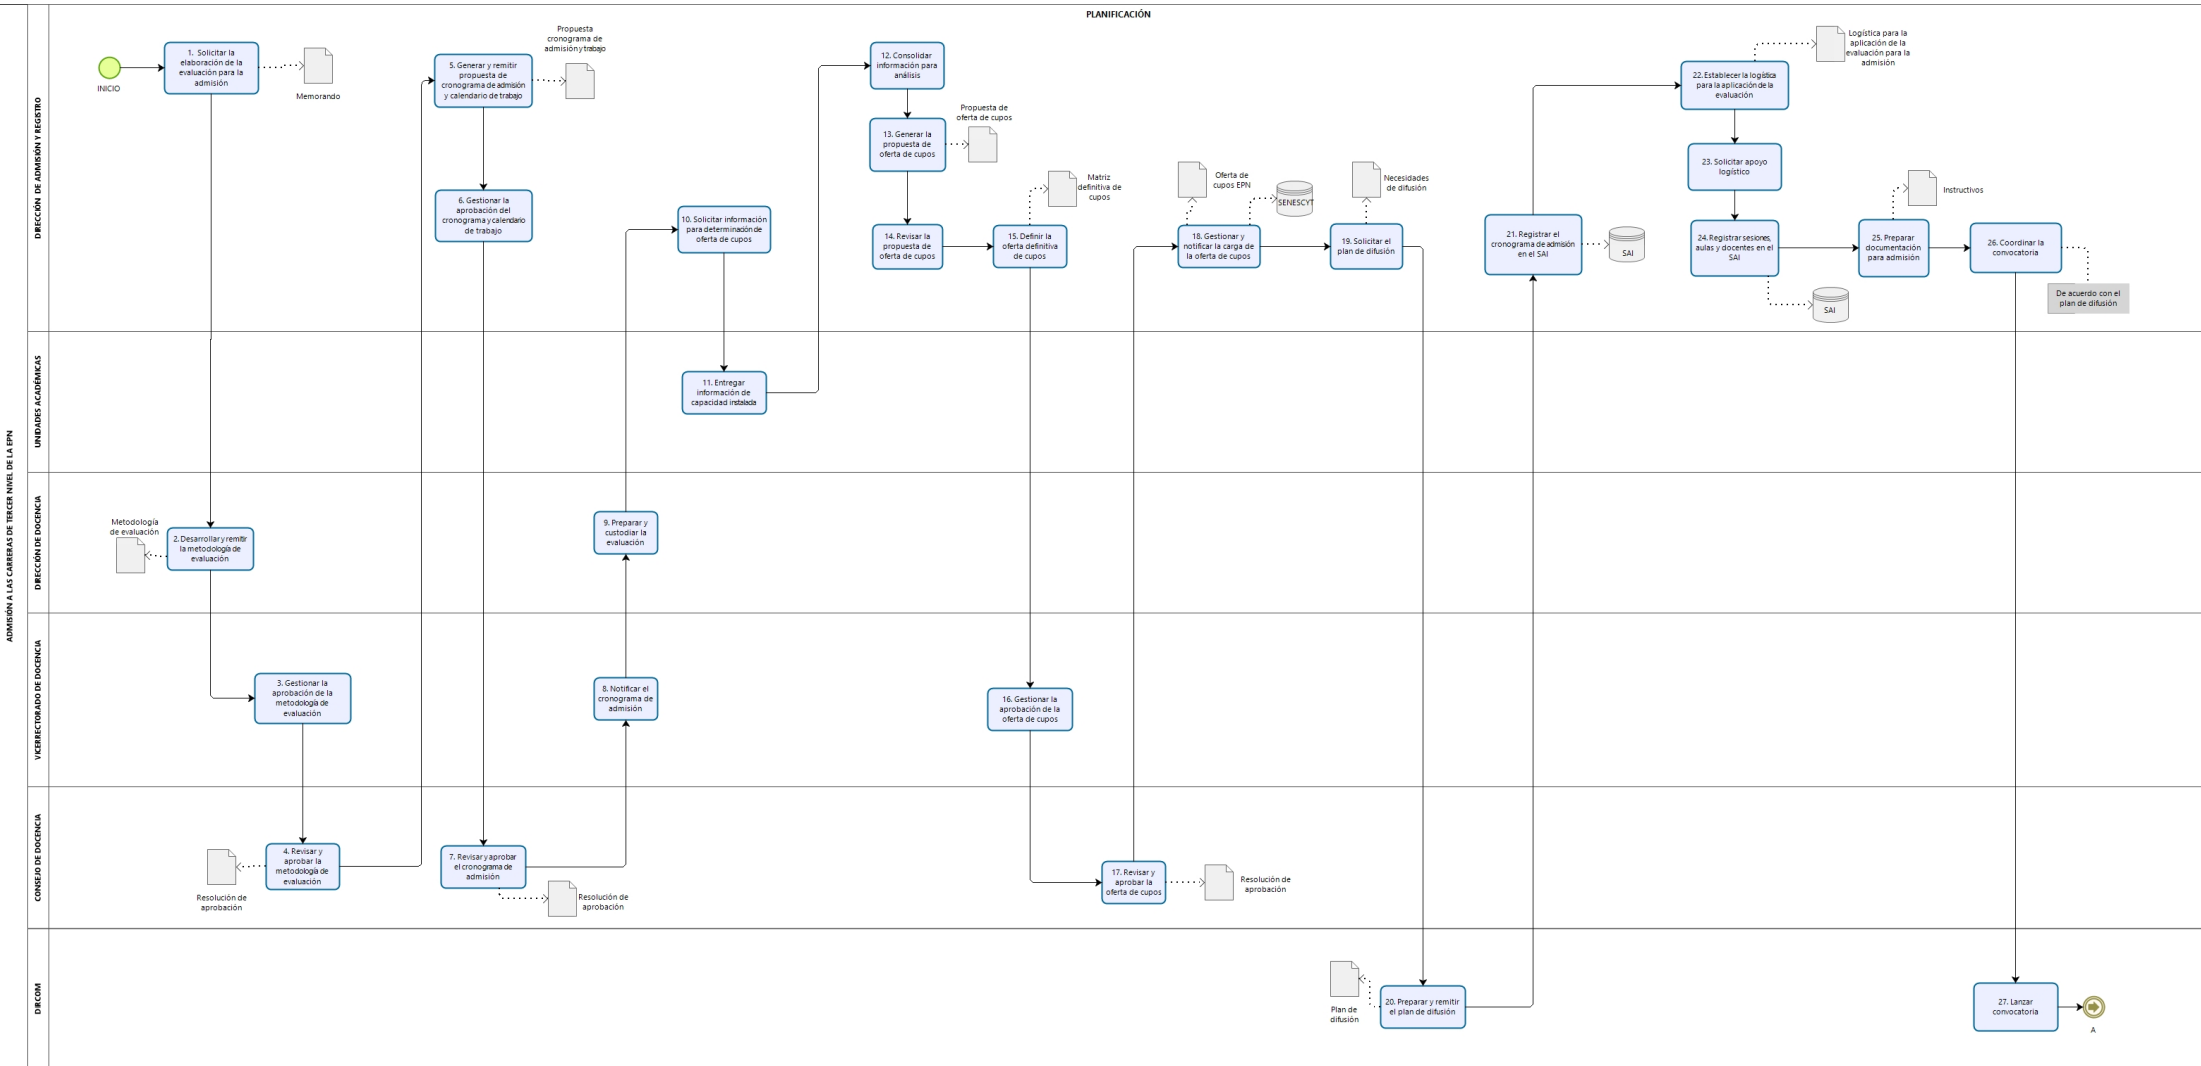 PLANIFICACIÓN
ADMISIÓN A LAS CARRERAS DE TERCER NIVEL DE LA EPN
DIRECCIÓN DE ADMISIÓN Y REGISTRO
INICIO
1. Solicitar la
elaboración de la
evaluación para la
admisión
Memorando
5. Generar y remitir
propuesta de
cronograma de admisión
y calendario de trabajo
Propuesta
cronograma de
admisión y trabajo
6. Gestionar la
aprobación del
cronograma y calendario
de trabajo
10. Solicitar información
para determinación de
oferta de cupos
12. Consolidar
información para
análisis
13. Generar la
propuesta de
oferta de cupos
Propuesta de
oferta de cupos
14. Revisar la
propuesta de
oferta de cupos
15. Definir la
oferta definitiva
de cupos
Matriz
definitiva de
cupos
18. Gestionar y
notificar la carga de
la oferta de cupos
Oferta de
cupos EPN
SENESCYT
19. Solicitar el
plan de difusión
Necesidades
de difusión
21. Registrar el
cronograma de admisión
en el SAI
SAI
22. Establecer la logística
para la aplicación de la
evaluación
Logística para la
aplicación de la
evaluación para la
admisión
23. Solicitar apoyo
logístico
24. Registrar sesiones,
aulas y docentes en el
SAI
SAI
25. Preparar
documentación
para admisión
Instructivos
26. Coordinar la
convocatoria
De acuerdo con el
plan de difusión
UNIDADES ACADÉMICAS
11. Entregar
información de
capacidad instalada
DIRECCIÓN DE DOCENCIA
Metodología
de evaluación
2. Desarrollar y remitir
la metodología de
evaluación
9. Preparar y
custodiar la
evaluación
VICERRECTORADO DE DOCENCIA
3. Gestionar la
aprobación de la
metodología de
evaluación
8. Notificar el
cronograma de
admisión
16. Gestionar la
aprobación de la
oferta de cupos
CONSEJO DE DOCENCIA
Resolución de
aprobación
4. Revisar y
aprobar la
metodología de
evaluación
7. Revisar y aprobar
el cronograma de
admisión
Resolución de
aprobación
17. Revisar y
aprobar la
oferta de cupos
Resolución de
aprobación
DIRCOM
Plan de
difusión
20. Preparar y remitir
el plan de difusión
27. Lanzar
convocatoria
A